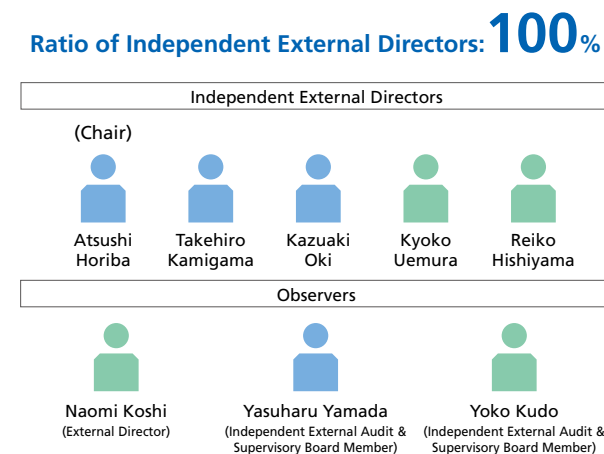 Ratio of Independent External Directors: 100%
Independent External Directors
(Chair)
Atsushi Horiba
Takehiro Kamigama
Kazuaki Oki
Kyoko Uemura
Reiko Hishiyama
Observers
Naomi Koshi
(External Director)
Yasuharu Yamada
(Independent External Audit &
Supervisory Board Member)
Yoko Kudo
(Independent External Audit &
Supervisory Board Member)